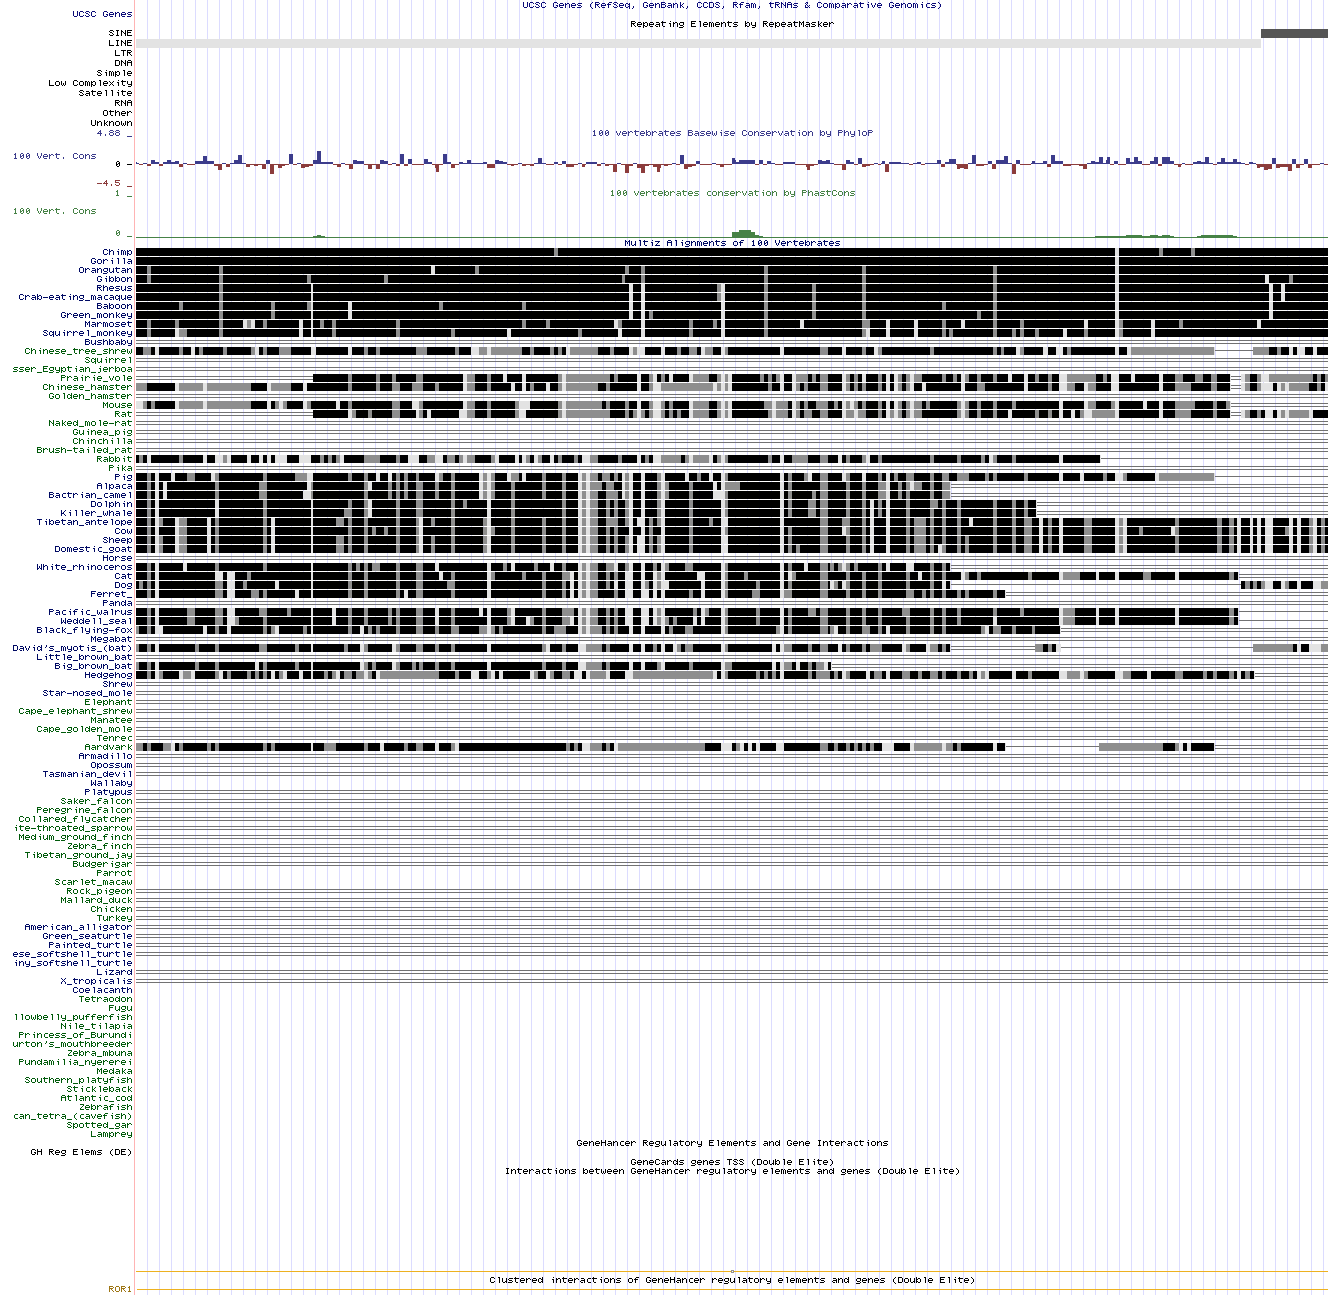 UCSC Genes (RefSeq, GenBank, CCDS, Rfam, tRNAs & Comparative Genomics)
UCSC Genes
Repeating Elements by RepeatMasker
SINE
LINE
LTR
DNA
Simple
Low Complexity
Satellite
RNA
Other
Unknown
4.88 _
100 vertebrates Basewise Conservation by PhyloP
100 Vert. Cons
0 _
-4.5 _
100 vertebrates conservation by PhastCons
1 _
100 Vert. Cons
0 _
Multiz Alignments of 100 Vertebrates
Chimp
Gorilla
Orangutan
Gibbon
Rhesus
Crab-eating_macaque
Baboon
Green_monkey
Marmoset
Squirrel_monkey
Bushbaby
Chinese_tree_shrew
Squirrel
sser_Egyptian_jerboa
Prairie_vole
Chinese_hamster
Golden_hamster
Mouse
Rat
Naked_mole-rat
Guinea_pig
Chinchilla
Brush-tailed_rat
Rabbit
Pika
Pig
Alpaca
Bactrian_camel
Dolphin
Killer_whale
Tibetan_antelope
Cow
Sheep
Domestic_goat
Horse
White_rhinoceros
Cat
Dog
Ferret_
Panda
Pacific_walrus
Weddell_seal
Black_flying-fox
Megabat
David's_myotis_(bat)
Little_brown_bat
Big_brown_bat
Hedgehog
Shrew
Star-nosed_mole
Elephant
Cape_elephant_shrew
Manatee
Cape_golden_mole
Tenrec
Aardvark
Armadillo
Opossum
Tasmanian_devil
Wallaby
Platypus
Saker_falcon
Peregrine_falcon
Collared_flycatcher
ite-throated_sparrow
Medium_ground_finch
Zebra_finch
Tibetan_ground_jay
Budgerigar
Parrot
Scarlet_macaw
Rock_pigeon
Mallard_duck
Chicken
Turkey
American_alligator
Green_seaturtle
Painted_turtle
ese_softshell_turtle
iny_softshell_turtle
Lizard
X_tropicalis
Coelacanth
Tetraodon
Fugu
llowbelly_pufferfish
Nile_tilapia
Princess_of_Burundi
urton's_mouthbreeder
Zebra_mbuna
Pundamilia_nyererei
Medaka
Southern_platyfish
Stickleback
Atlantic_cod
Zebrafish
can_tetra_(cavefish)
Spotted_gar
Lamprey
GeneHancer Regulatory Elements and Gene Interactions
GH Reg Elems (DE)
GeneCards genes TSS (Double Elite)
Interactions between GeneHancer regulatory elements and genes (Double Elite)
Clustered interactions of GeneHancer regulatory elements and genes (Double Elite)
ROR1